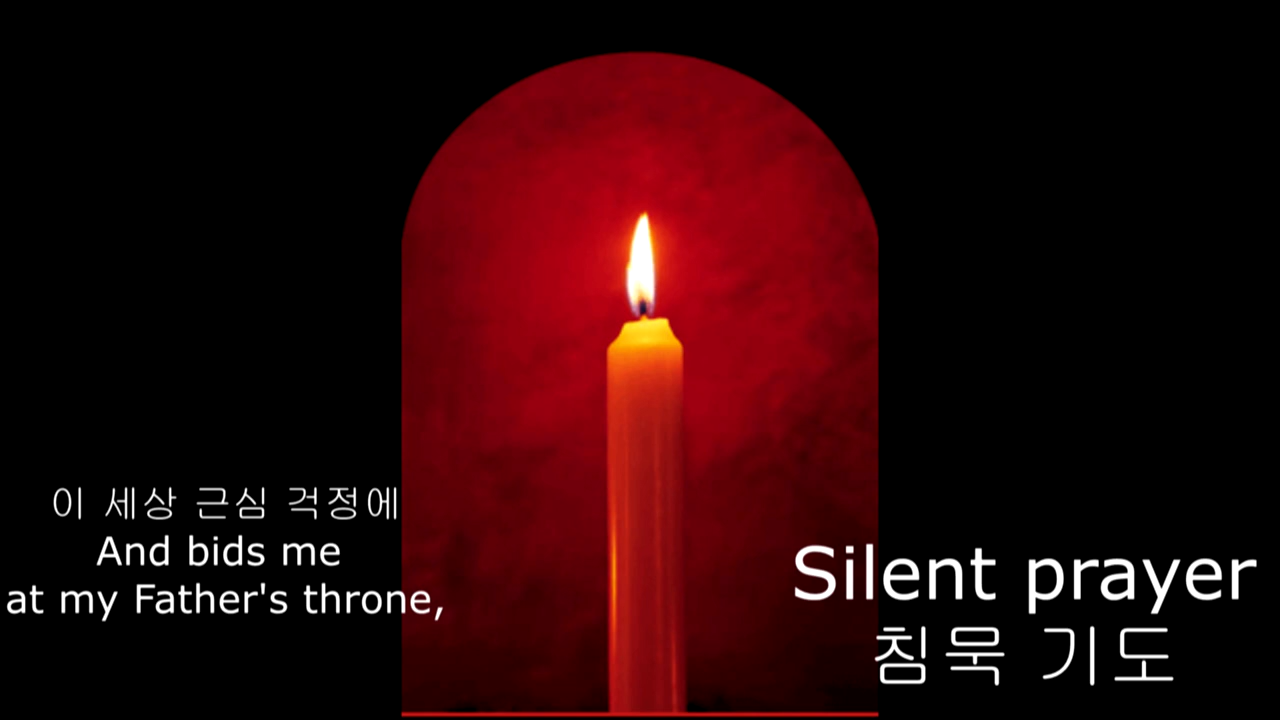 이 세상 근심 걱정에
And bids me
at my Father's throne,
Silent prayer
침묵 기도